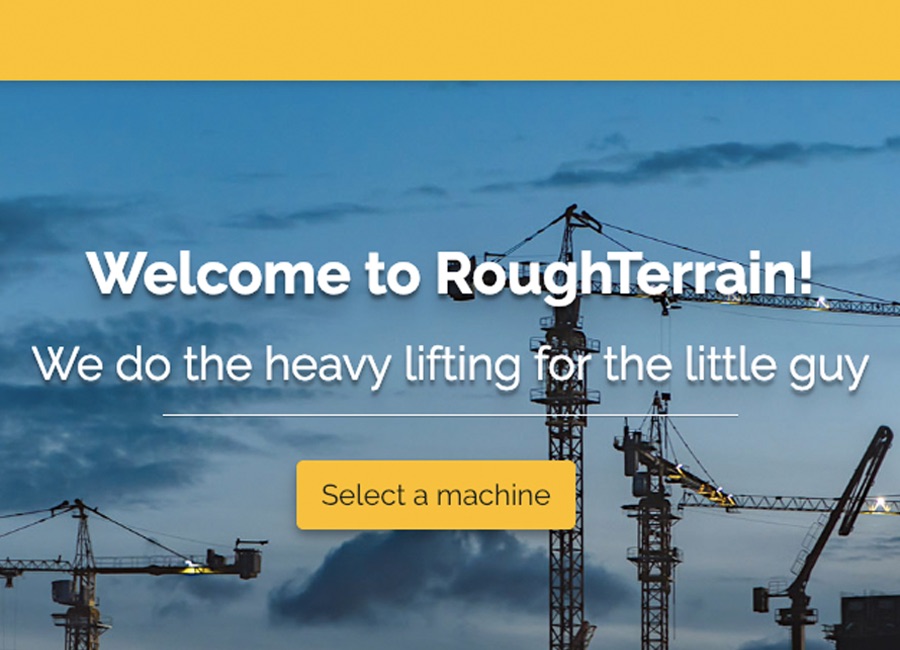 Welcome to RoughTerrain!
We do the heavy lifting for the little guy
Select a machine